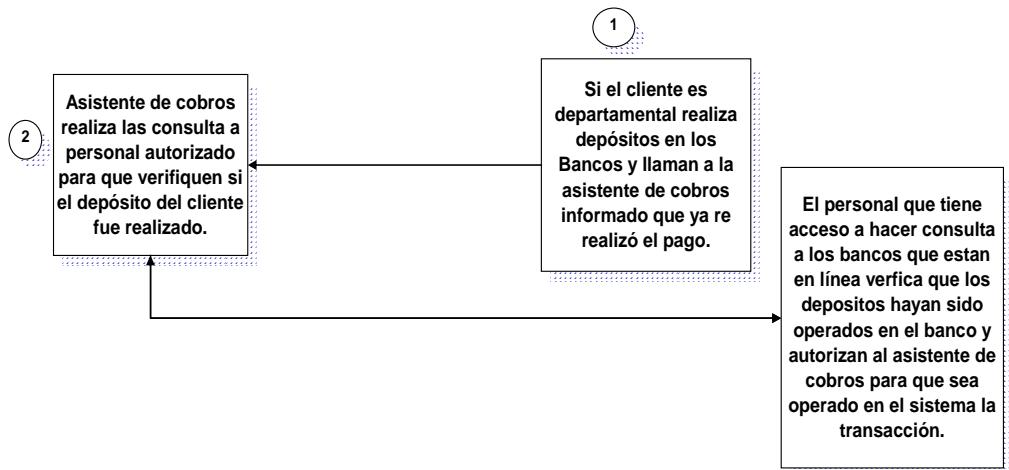 1
Si el cliente es
departamental realiza
depósitos en los
Bancos y llaman a la
asistente de cobros
informado que ya re
realizó el pago.
2
Asistente de cobros
realiza las consulta a
personal autorizado
para que verifiquen si
el depósito del cliente
fue realizado.
El personal que tiene
acceso a hacer consulta
a los bancos que estan
en línea verfica que los
depositos hayan sido
operados en el banco y
autorizan al asistente de
cobros para que sea
operado en el sistema la
transacción.